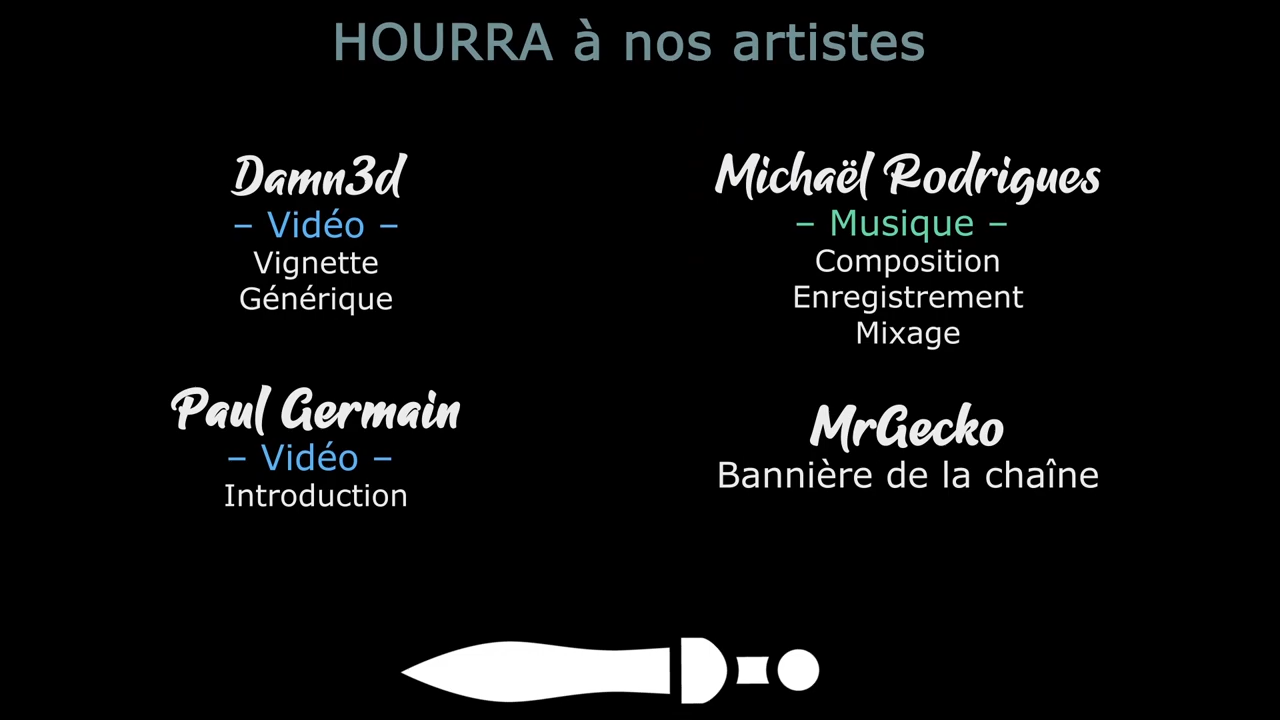 HOURRA à nos artistes
Damn3d
– Vidéo –
Vignette
Générique
Michaël Rodrigues
– Musique –
Composition
Enregistrement
Mixage
Paul Germain
– Vidéo –
Introduction
MrGecko
Bannière de la chaîne